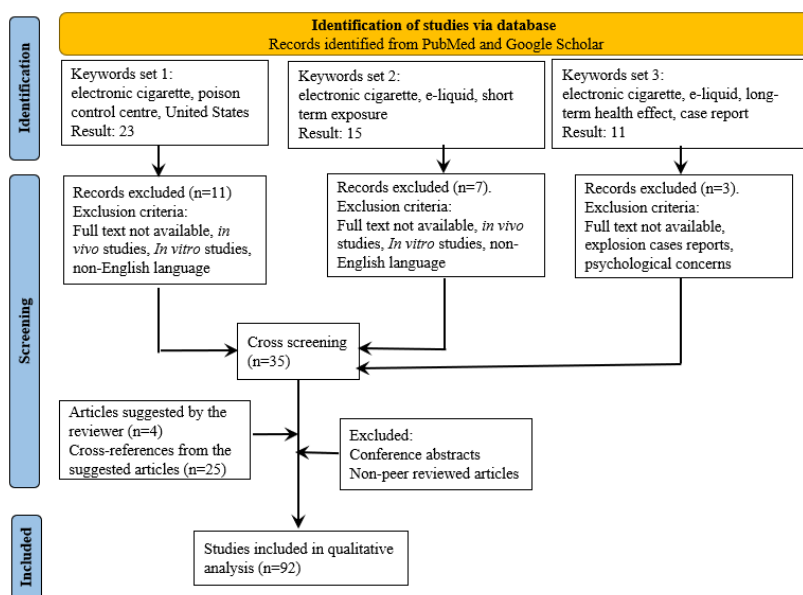 Identification of studies via database
Records identified from PubMed and Google Scholar
Identification
Keywords set 1:
electronic cigarette, poison
control centre, United States
Result: 23
Keywords set 2:
electronic cigarette, e-liquid, short
term exposure
Result: 15
Keywords set 3:
electronic cigarette, e-liquid, long-
term health effect, case report
Result: 11
Screening
Records excluded (n=11)
Exclusion criteria:
Full text not available, in
vivo studies, In vitro studies,
non-English language
Records excluded (n=7).
Exclusion criteria:
Full text not available, in vivo
studies, In vitro studies, non-
English language
Records excluded (n=3).
Exclusion criteria:
Full text not available,
explosion cases reports,
psychological concerns
Cross screening
(n=35)
Articles suggested by the
reviewer (n=4)
Cross-references from the
suggested articles (n=25)
Excluded:
Conference abstracts
Non-peer reviewed articles
Included
Studies included in qualitative
analysis (n=92)